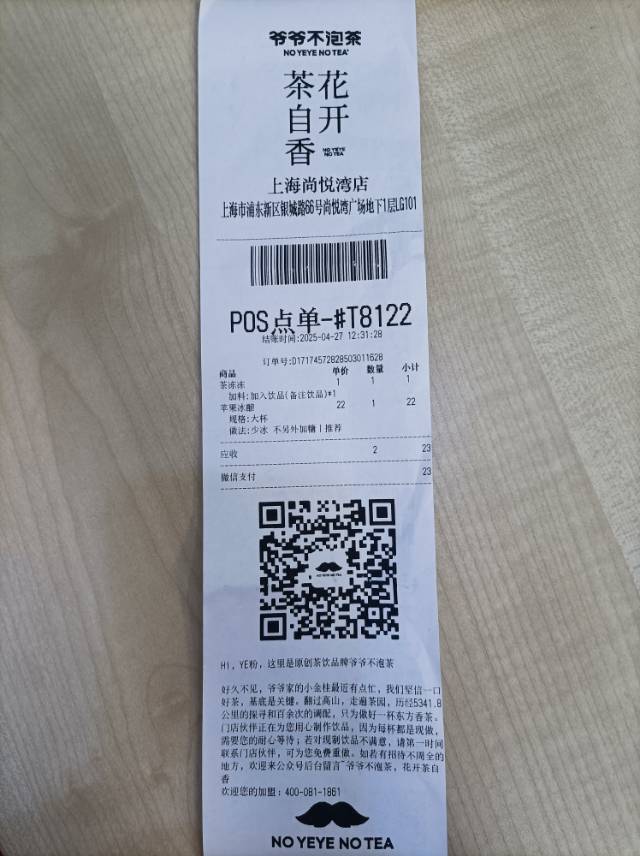 爷爷不泡茶
NO YEYE NO TEA
花开
茶自香
NO YEYE
NO TEA
上海尚悦湾店
上海市浦东新区银城路66号尚悦湾广场地下1层LG101
POS点单-#T8122
结账时间:2025-04-27 12:31:28
订单号:D17174572828503011628
商品 单价 数量 小计
茶冻冻 1 1 1
加料:加入饮品(备注饮品)*1
苹果冰酿 22 1 22
规格:大杯
做法:少冰 不另外加糖|推荐
应收 2 23
微信支付 23
NO YEYE NO TEA
Hi, YE粉, 这里是原创茶饮品牌爷爷不泡茶
好久不见, 爷爷家的小金桂最近有点忙, 我们坚信一口
好茶, 基底是关键。翻过高山, 走遍茶园, 历经5341.8
公里的探寻和百余次的调配, 只为做好一杯东方香茶。
门店伙伴正在为您用心制作饮品, 因为每杯都是现做,
需要您的耐心等待; 若对现制饮品不满意, 请第一时间
联系门店伙伴, 可为您免费重做。如若有招待不周全的
地方, 欢迎来公众号后台留言~爷爷不泡茶, 花开茶自
香
欢迎您的加盟: 400-081-1861
NO YEYE NO TEA